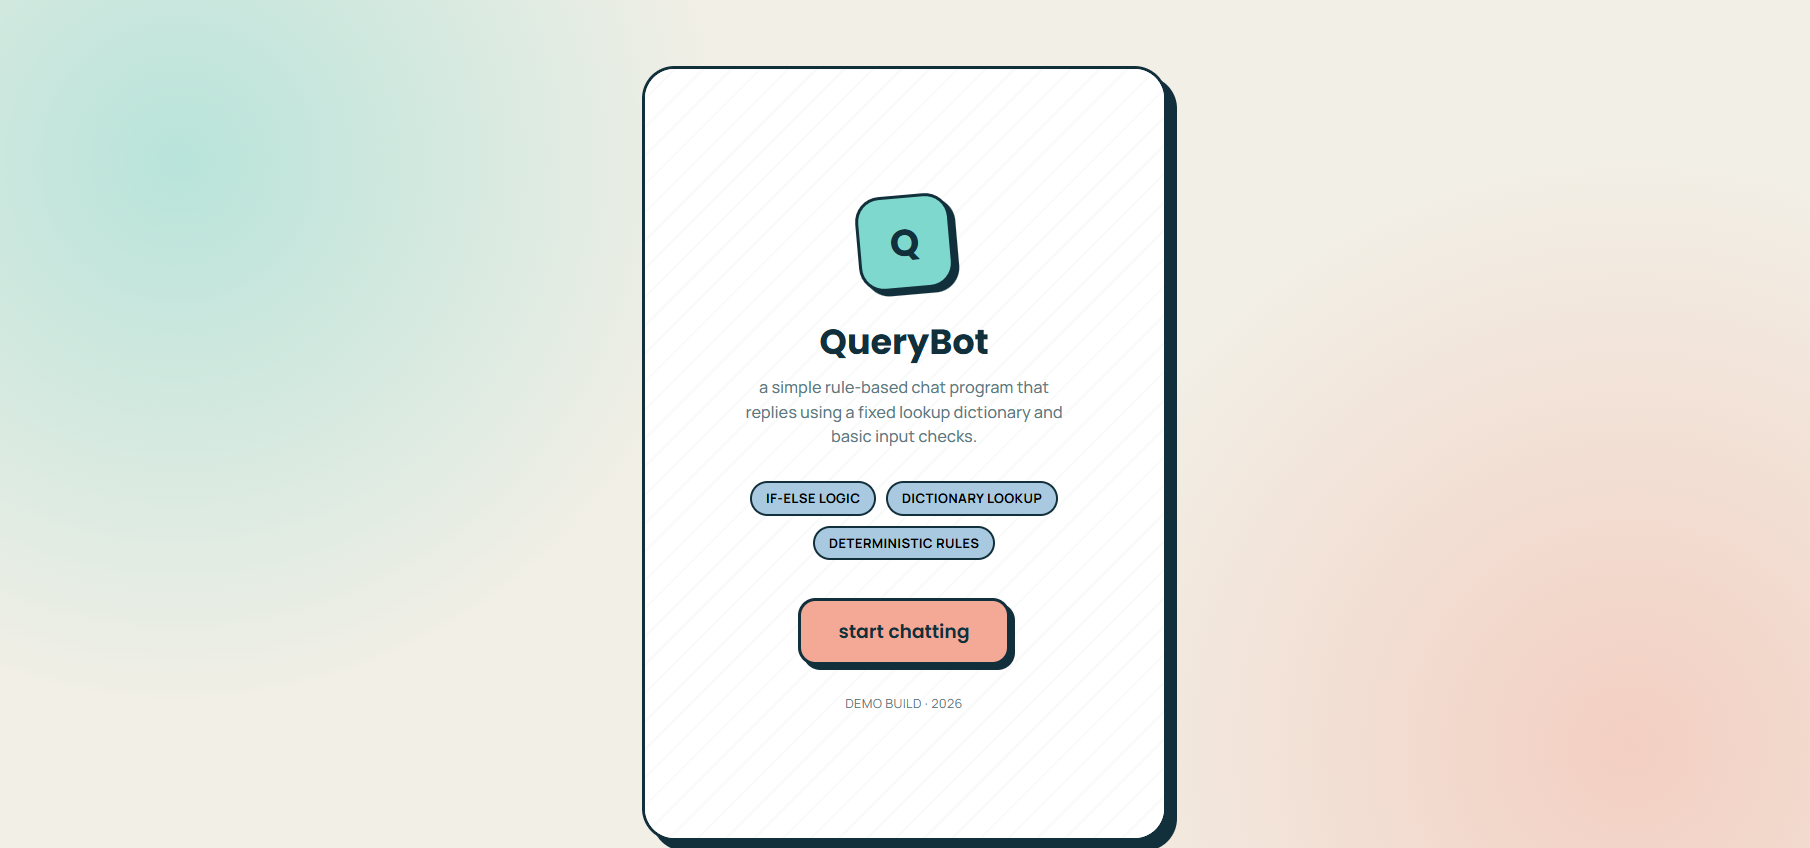 Q
QueryBot
a simple rule-based chat program that
replies using a fixed lookup dictionary and
basic input checks.
IF-ELSE LOGIC DICTIONARY LOOKUP
DETERMINISTIC RULES
start chatting
DEMO BUILD · 2026